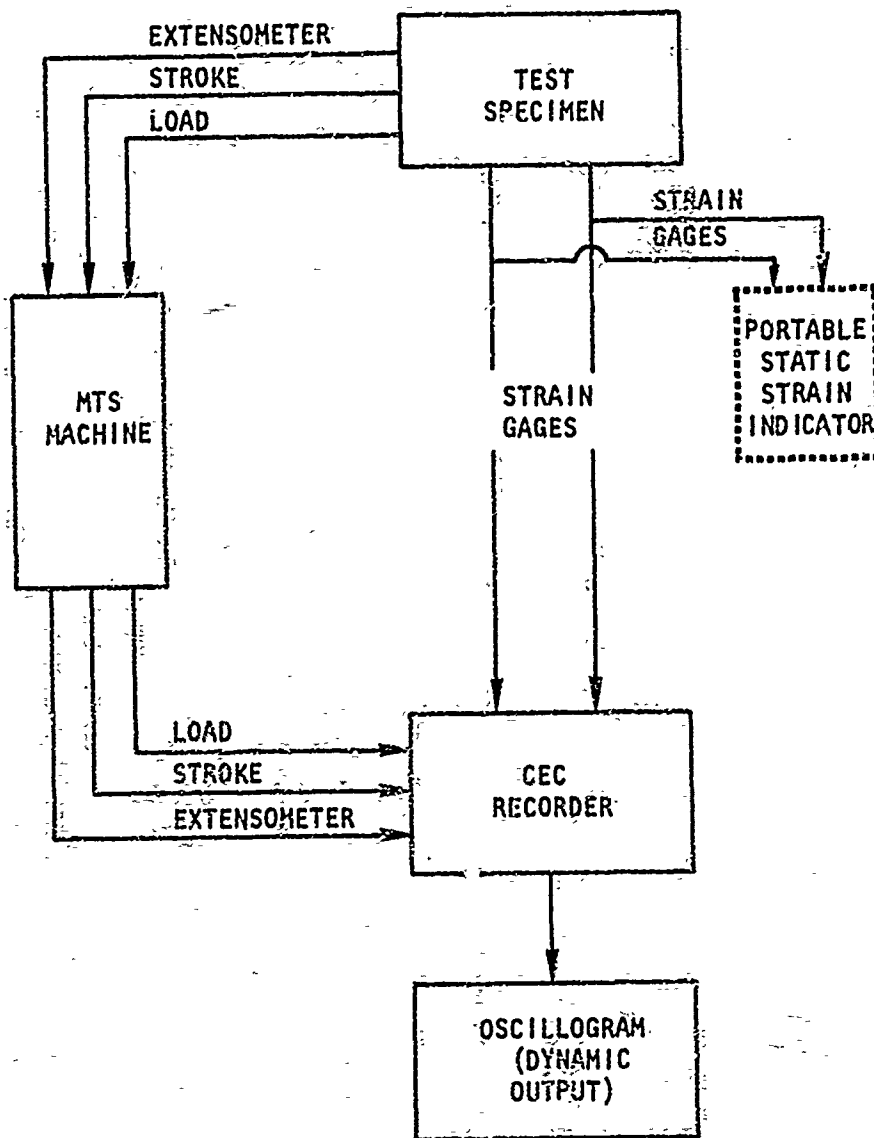 EXTENSOMETER
STROKE
LOAD
TEST
SPECIMEN
STRAIN
GAGES
PORTABLE
STATIC
STRAIN
INDICATOR
MTS
MACHINE
STRAIN
GAGES
LOAD
STROKE
EXTENSOMETER
CEC
RECORDER
OSCILLOGRAM
(DYNAMIC
OUTPUT)